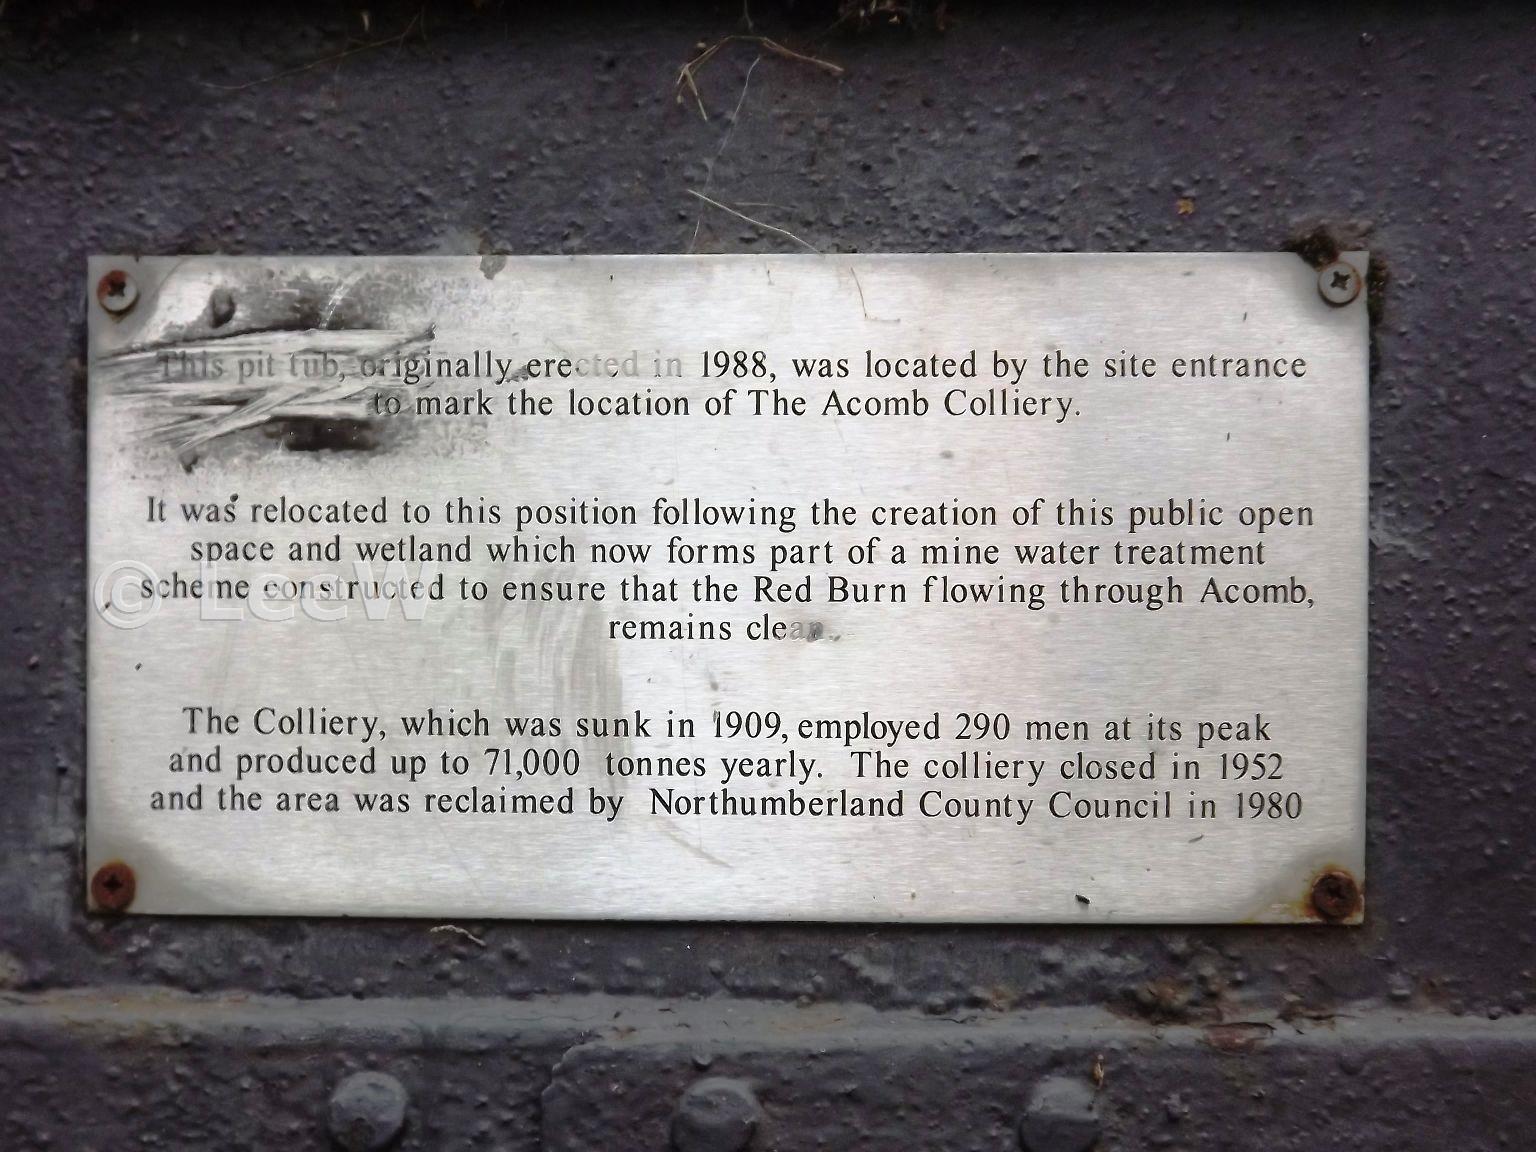 This pit tub, originally erected in 1988, was located by the site entrance
to mark the location of The Acomb Colliery.
It was relocated to this position following the creation of this public open
space and wetland which now forms part of a mine water treatment
scheme constructed to ensure that the Red Burn flowing through Acomb,
remains clean.
The Colliery, which was sunk in 1909, employed 290 men at its peak
and produced up to 71,000 tonnes yearly. The colliery closed in 1952
and the area was reclaimed by Northumberland County Council in 1980
© LeeW